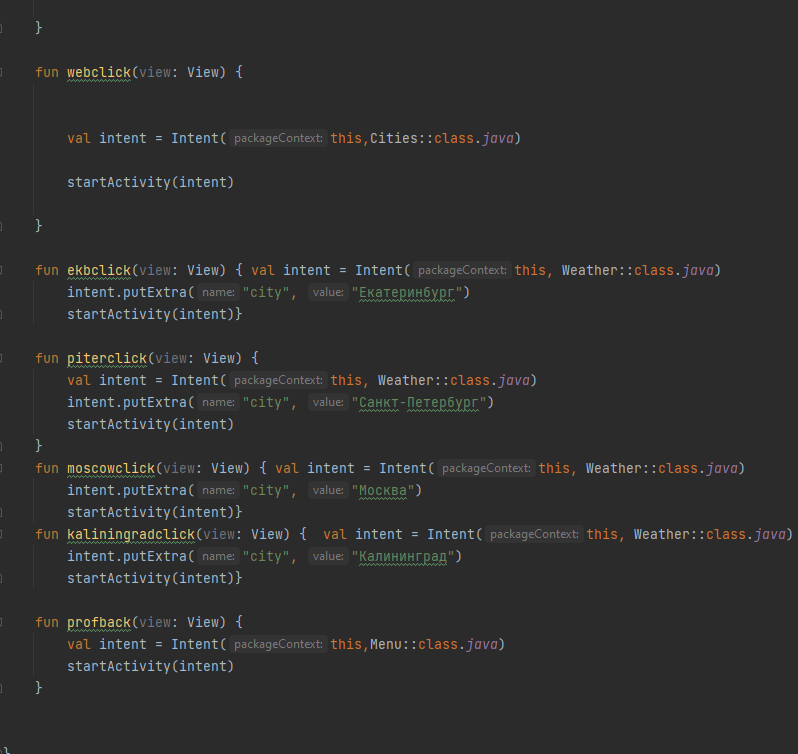 }
fun webclick(view: View) {
val intent = Intent( packageContext: this,Cities::class.java)
startActivity(intent)
}
fun ekbclick(view: View) { val intent = Intent( packageContext: this, Weather::class.java)
intent.putExtra( name: "city", value: "Екатеринбург")
startActivity(intent)}
fun piterclick(view: View) {
val intent = Intent( packageContext: this, Weather::class.java)
intent.putExtra( name: "city", value: "Санкт-Петербург")
startActivity(intent)
}
fun moscowclick(view: View) { val intent = Intent( packageContext: this, Weather::class.java)
intent.putExtra( name: "city", value: "Москва")
startActivity(intent)}
fun kaliningradclick(view: View) {  val intent = Intent( packageContext: this, Weather::class.java)
intent.putExtra( name: "city", value: "Калининград")
startActivity(intent)}
fun profback(view: View) {
val intent = Intent( packageContext: this,Menu::class.java)
startActivity(intent)
}
}